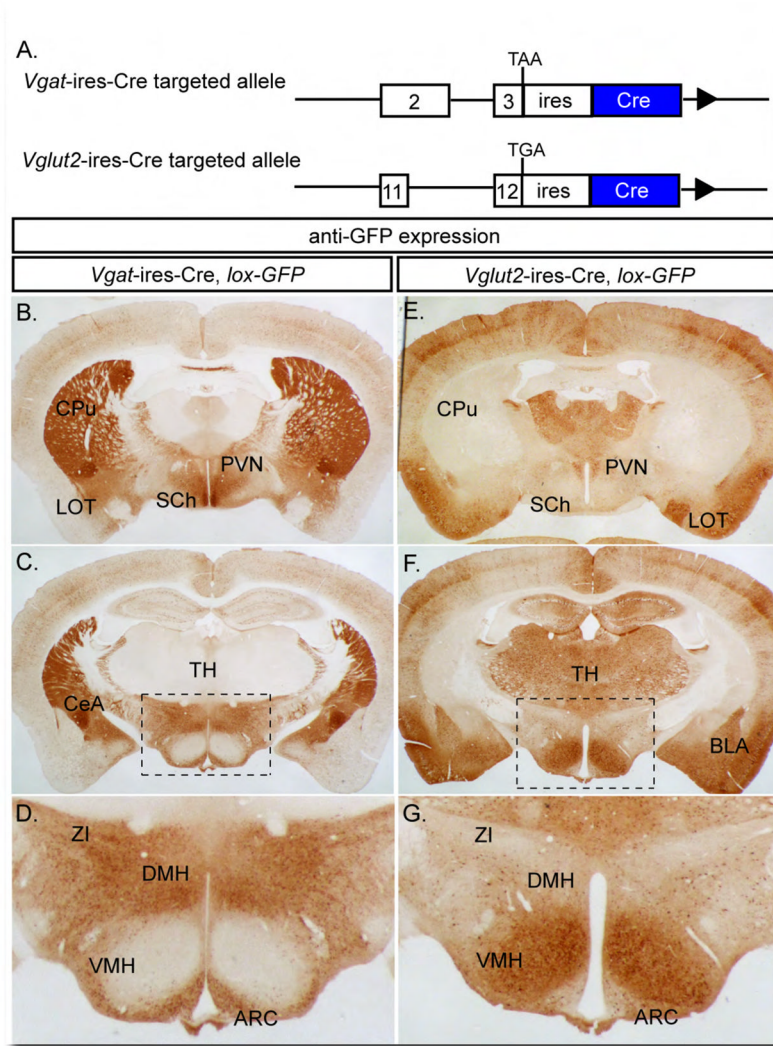 A.
TAA
Vgat-ires-Cre targeted allele
2 3 ires Cre
TGA
Vglut2-ires-Cre targeted allele
11 12 ires Cre
anti-GFP expression
Vgat-ires-Cre, lox-GFP
Vglut2-ires-Cre, lox-GFP
B.
CPu
PVN
SCh
LOT
E.
CPu
PVN
SCh
LOT
C.
TH
CeA
F.
TH
BLA
D.
ZI
DMH
VMH
ARC
G.
ZI
DMH
VMH
ARC